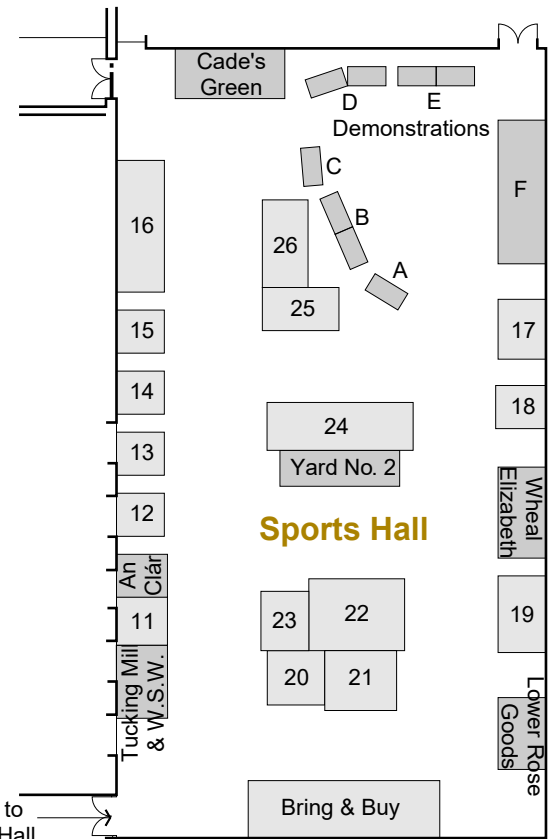 Cade's
Green
D
E
Demonstrations
C
F
16
B
26
A
25
15
17
14
18
24
13
Yard No. 2
Wheal
Elizabeth
12
Sports Hall
An
Clár
22
19
23
11
20
21
Tucking Mill
& W.S.W.
Lower Rose
Goods
Bring & Buy
to
Hall